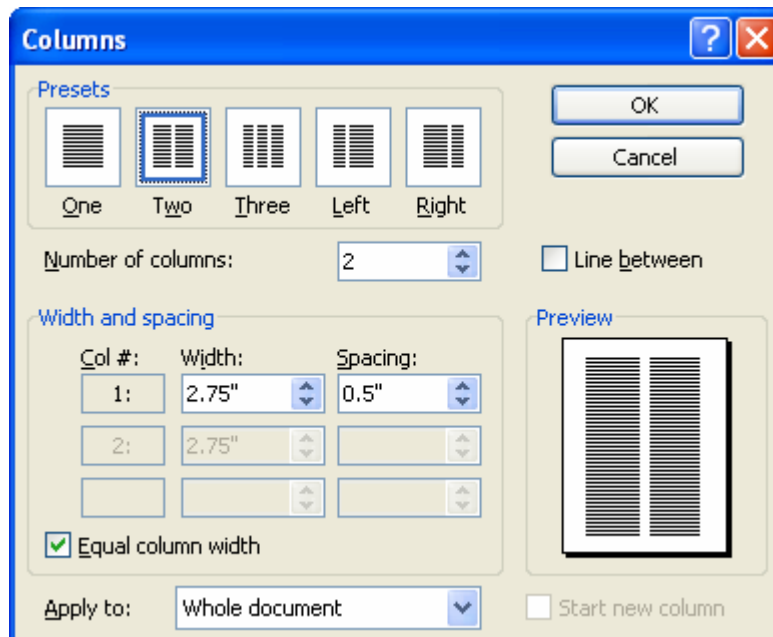 Columns
Presets
OK
Cancel
One Two Three Left Right
Number of columns: 2
Line between
Width and spacing
Preview
Col #: Width: Spacing:
1: 2.75" 0.5"
2: 2.75"
Equal column width
Apply to: Whole document
Start new column